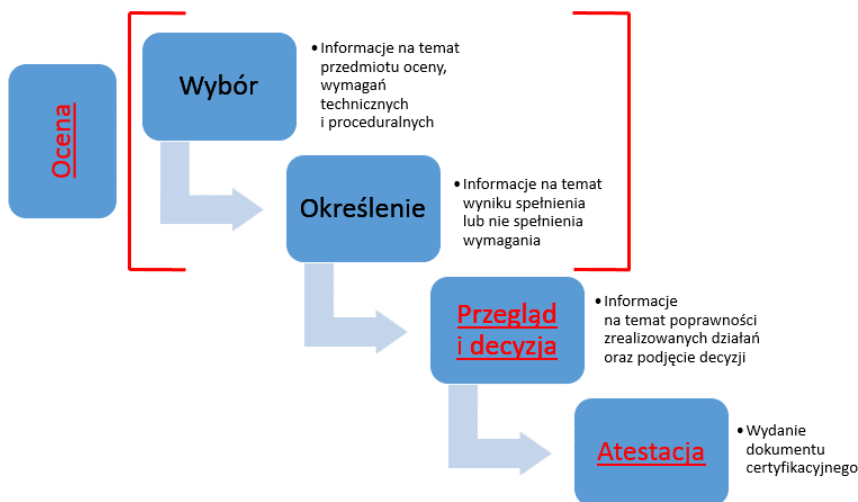 Ocena
Wybór
•Informacje na temat
przedmiotu oceny,
wymagań
technicznych
i proceduralnych
Określenie
•Informacje na temat
wyniku spełnienia
lub nie spełnienia
wymagania
Przegląd
i decyzja
•Informacje
na temat poprawności
zrealizowanych działań
oraz podjęcie decyzji
Atestacja
•Wydanie
dokumentu
certyfikacyjnego